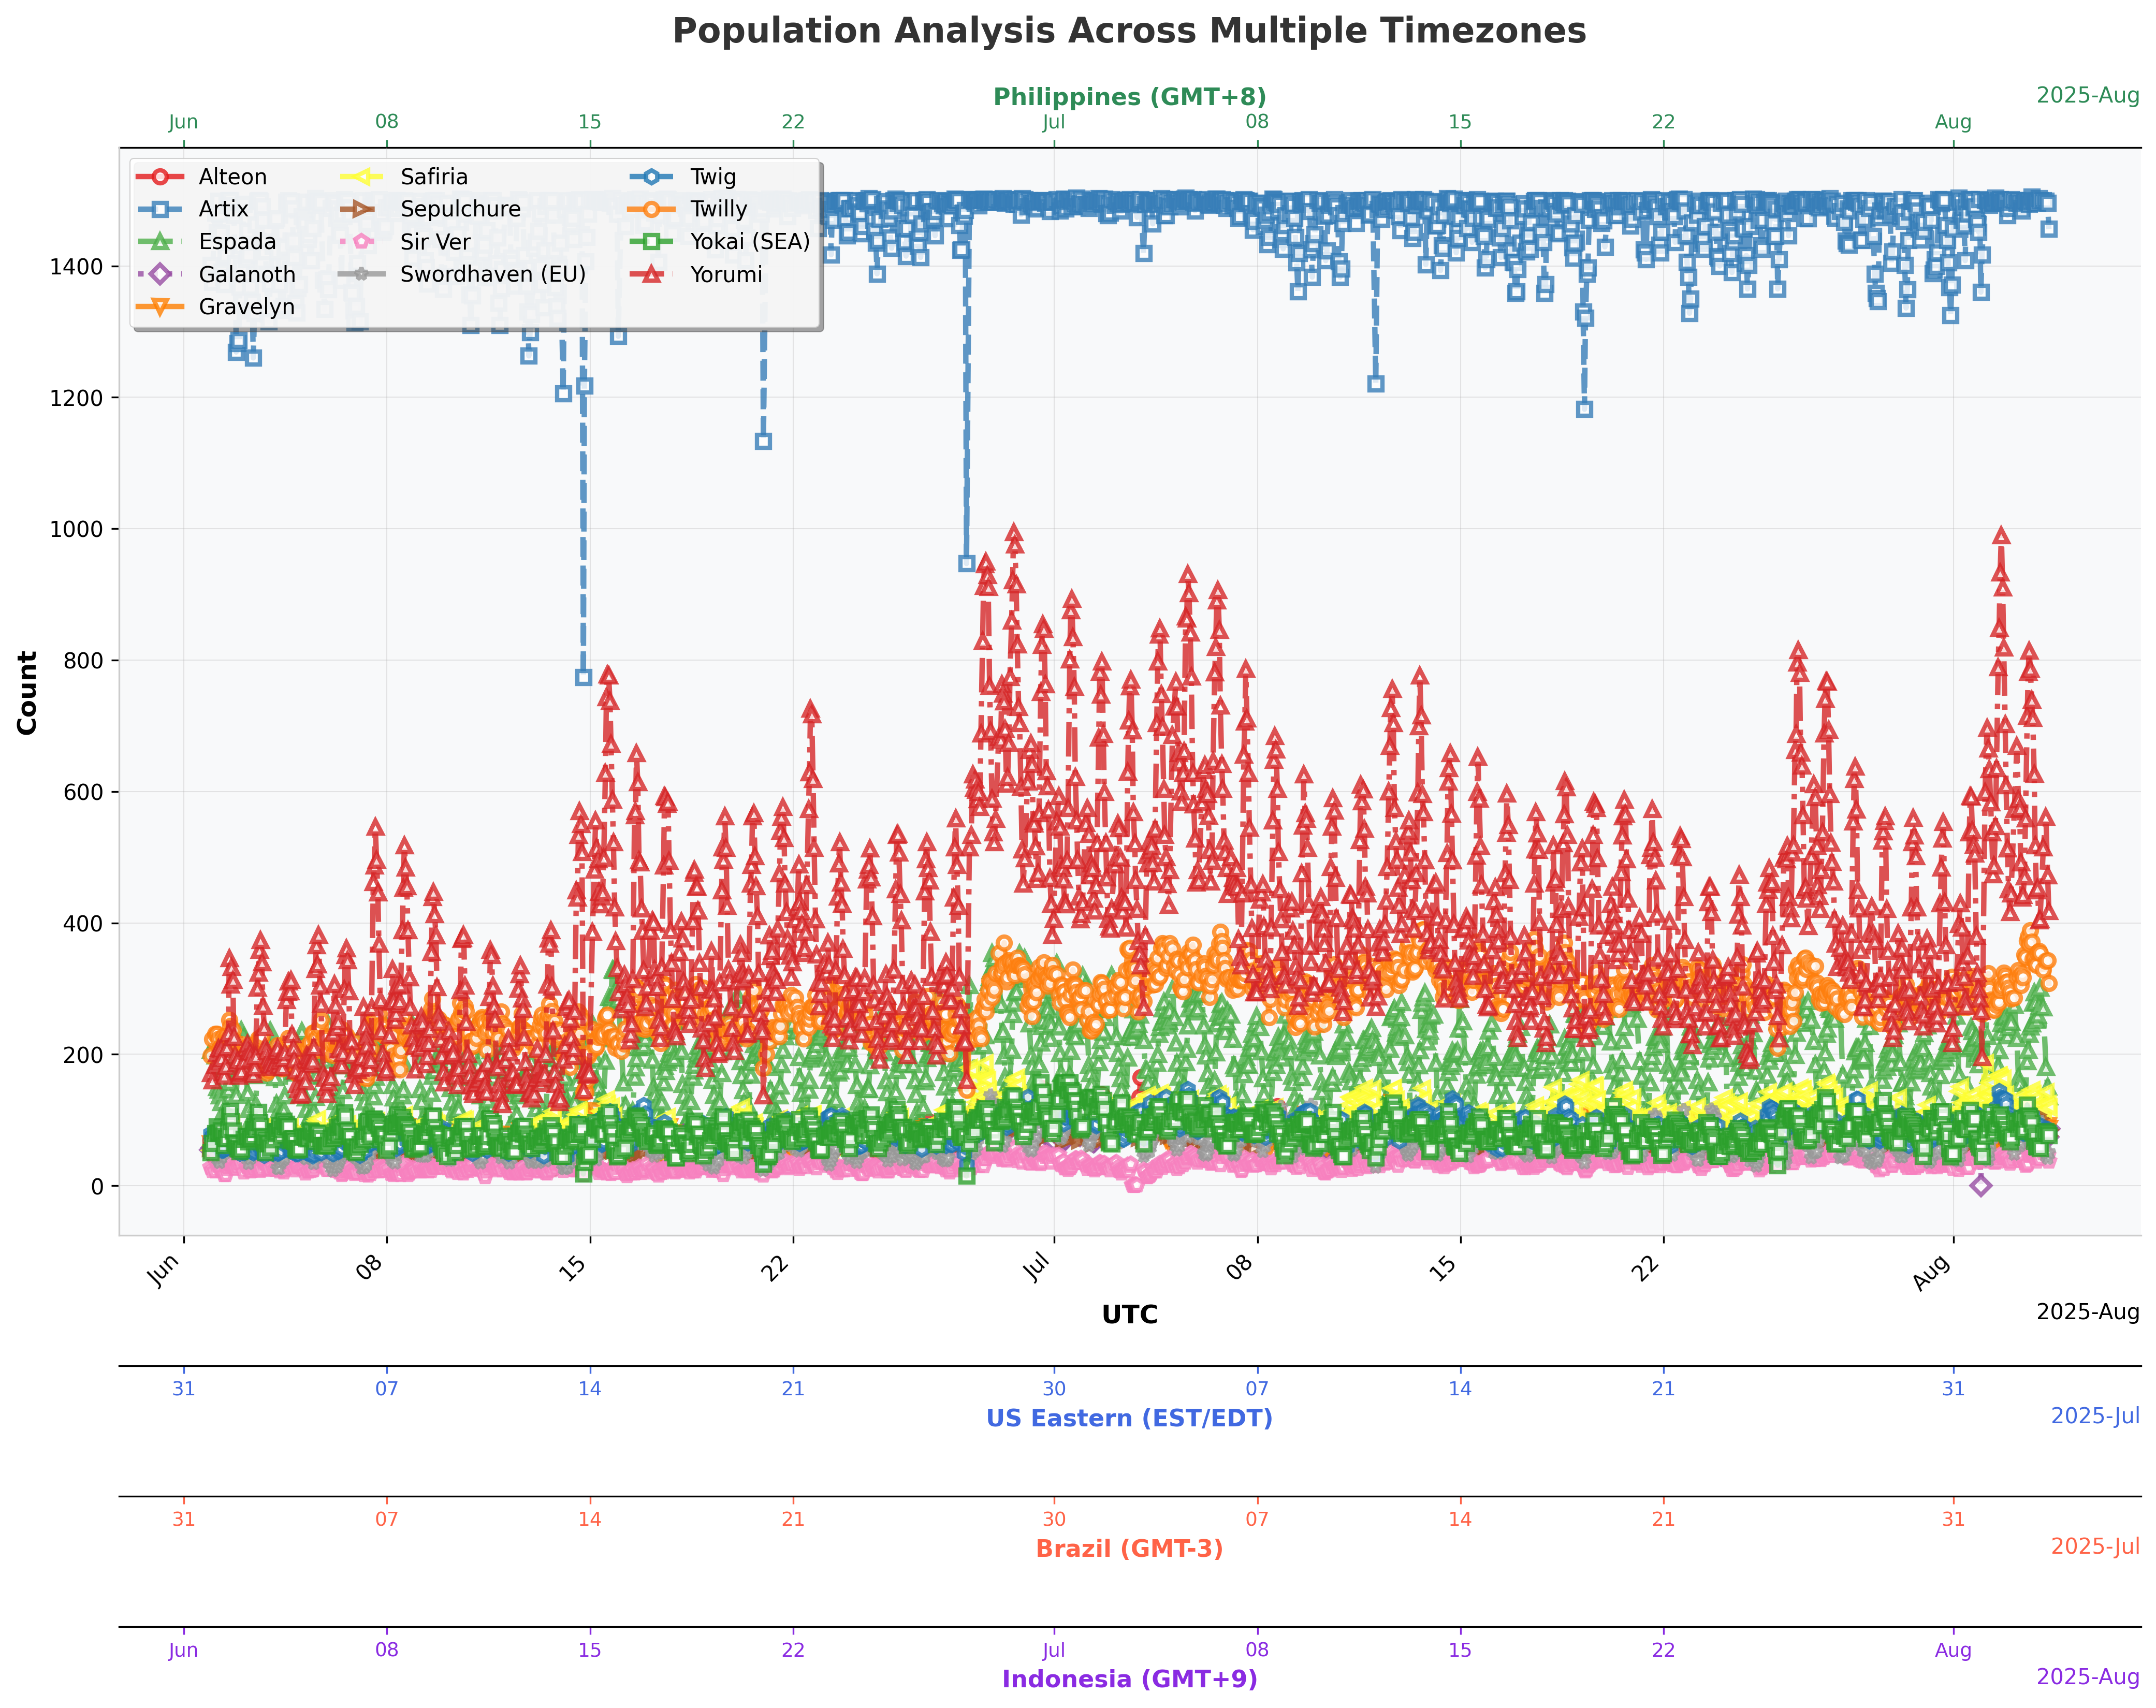 Population Analysis Across Multiple Timezones
Philippines (GMT+8)
2025-Aug
Jun 08 15 22 Jul 08 15 22 Aug
Alteon Safiria Twig
Artix Sepulchure Twilly
Espada Sir Ver Yokai (SEA)
Galanoth Swordhaven (EU) Yorumi
Gravelyn
1400
1200
1000
800
600
400
200
0
Count
Jun 08 15 22 Jul 08 15 22 Aug
UTC
2025-Aug
31 07 14 21 30 07 14 21 31
US Eastern (EST/EDT)
2025-Jul
31 07 14 21 30 07 14 21 31
Brazil (GMT-3)
2025-Jul
Jun 08 15 22 Jul 08 15 22 Aug
Indonesia (GMT+9)
2025-Aug